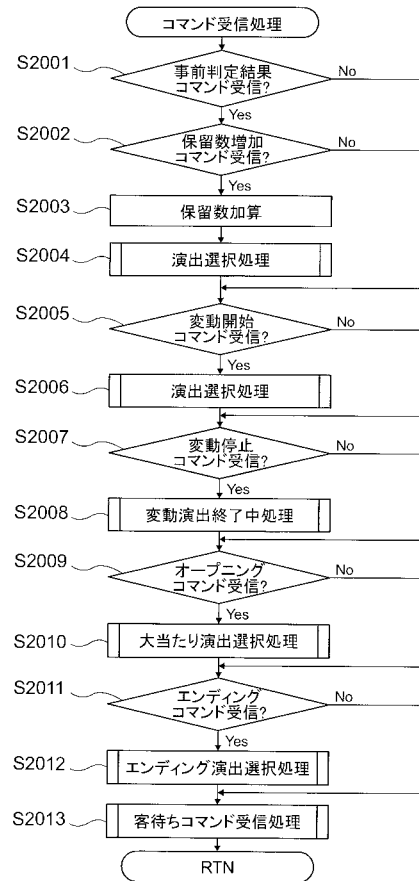 コマンド受信処理
S2001
事前判定結果
コマンド受信?
No
Yes
S2002
保留数増加
コマンド受信?
No
Yes
S2003
保留数加算
S2004
演出選択処理
S2005
変動開始
コマンド受信?
No
Yes
S2006
演出選択処理
S2007
変動停止
コマンド受信?
No
Yes
S2008
変動演出終了中処理
S2009
オープニング
コマンド受信?
No
Yes
S2010
大当たり演出選択処理
S2011
エンディング
コマンド受信?
No
Yes
S2012
エンディング演出選択処理
S2013
客待ちコマンド受信処理
RTN